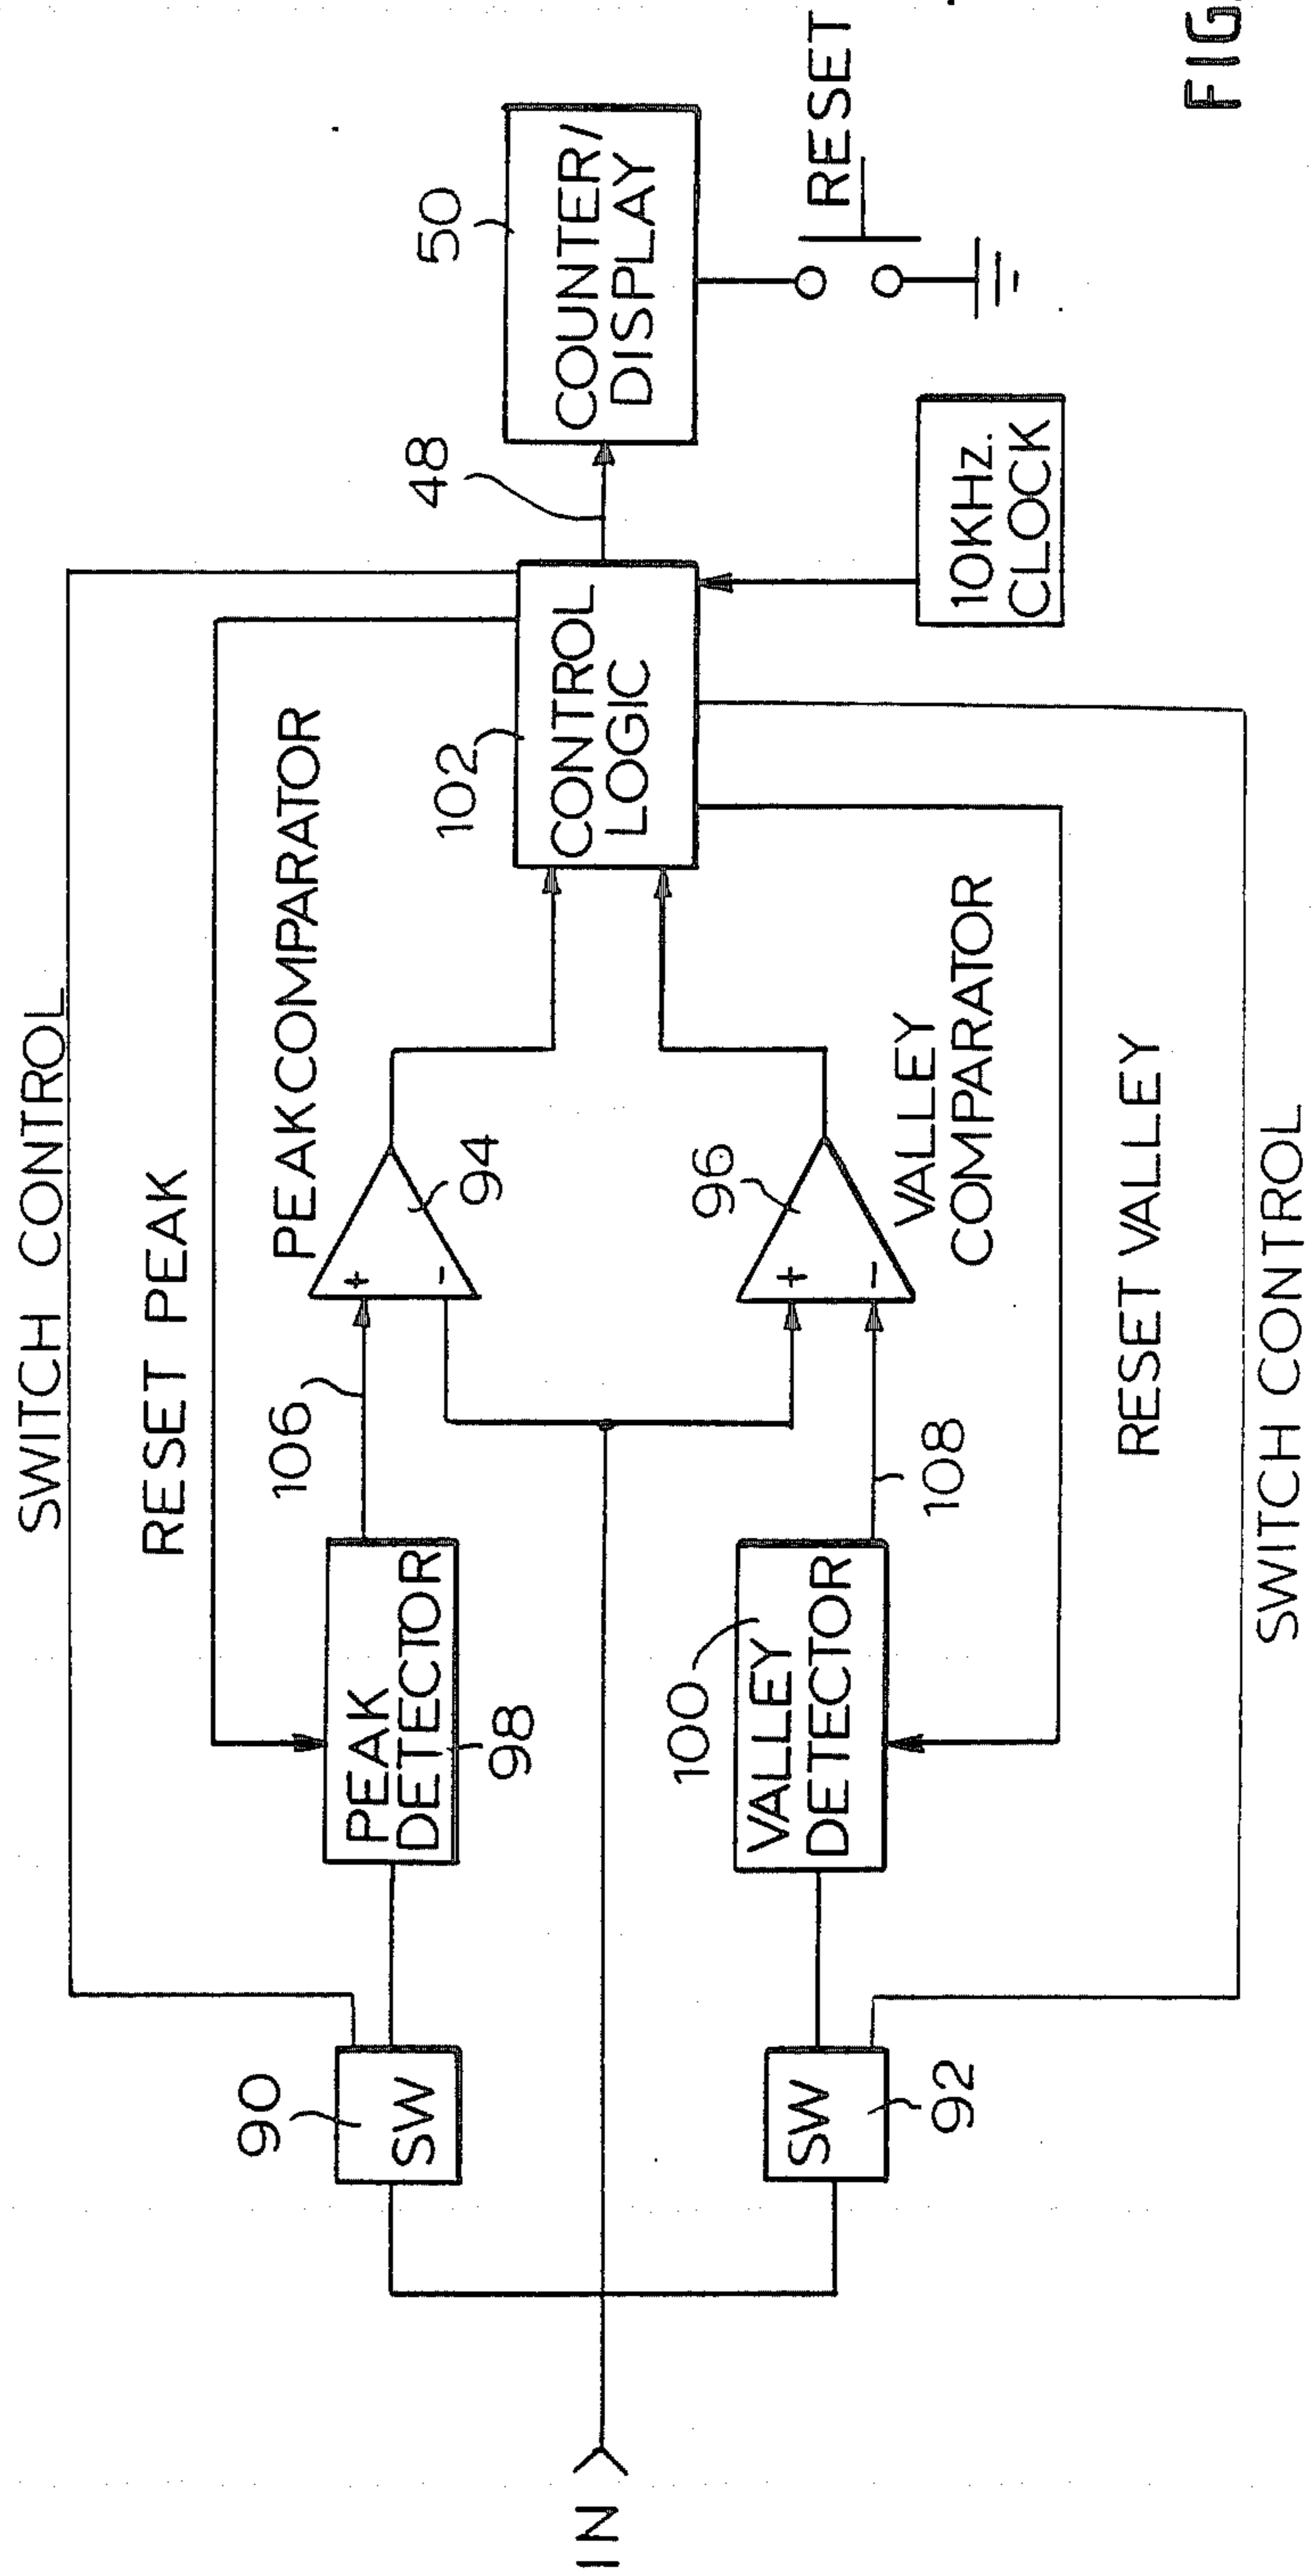 SWITCH CONTROL
RESET PEAK
PEAK COMPARATOR
106
94
+
-
90
SW
PEAK
DETECTOR
98
102
CONTROL
LOGIC
48
50
COUNTER/
DISPLAY
RESET
10KHz.
CLOCK
IN
100
VALLEY
DETECTOR
108
96
+
-
VALLEY
COMPARATOR
SW
92
RESET VALLEY
SWITCH CONTROL
FIG